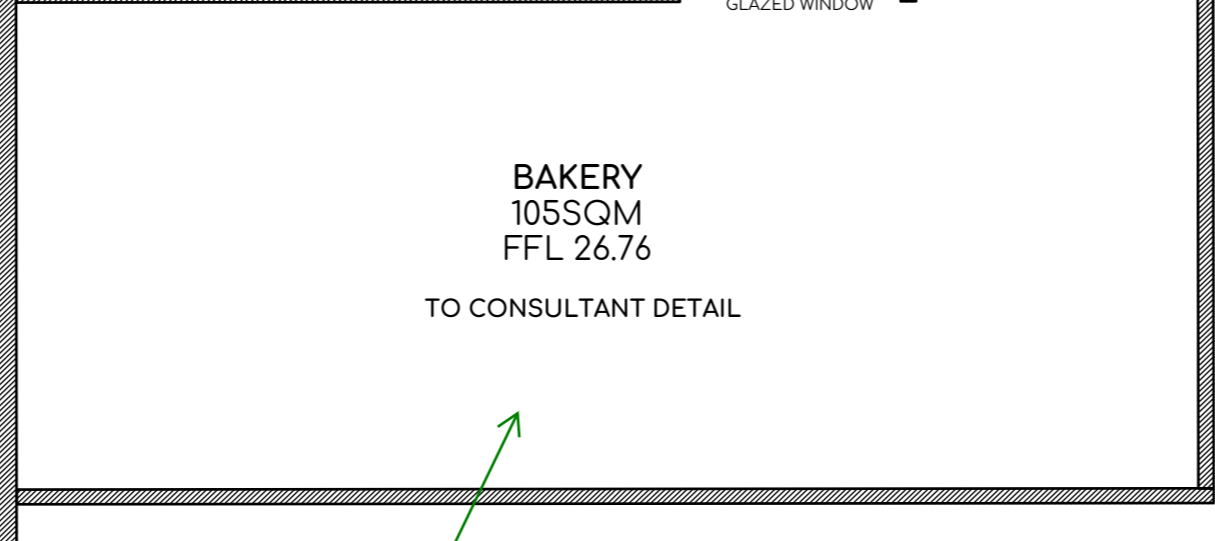 GLAZED WINDOW
BAKERY
105SQM
FFL 26.76
TO CONSULTANT DETAIL